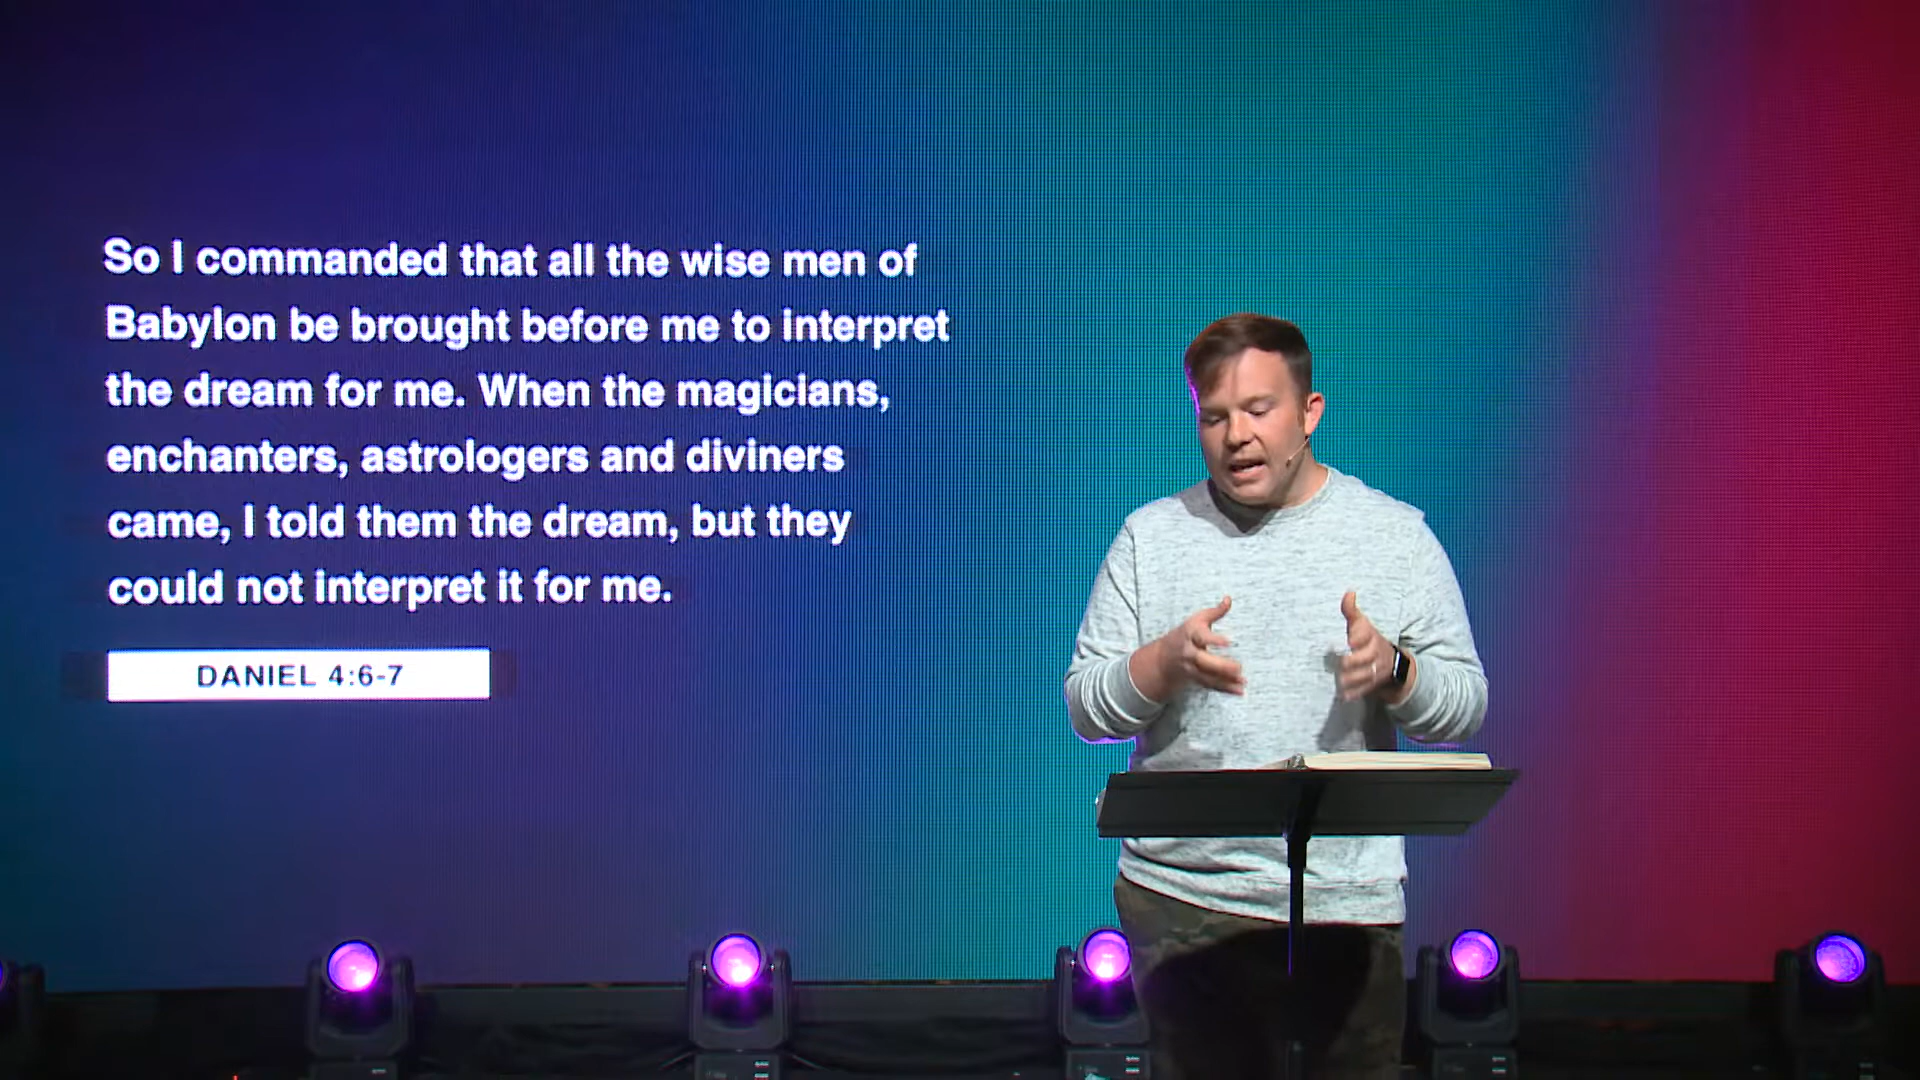 So I commanded that all the wise men of
Babylon be brought before me to interpret
the dream for me. When the magicians,
enchanters, astrologers and diviners
came, I told them the dream, but they
could not interpret it for me.
DANIEL 4:6-7